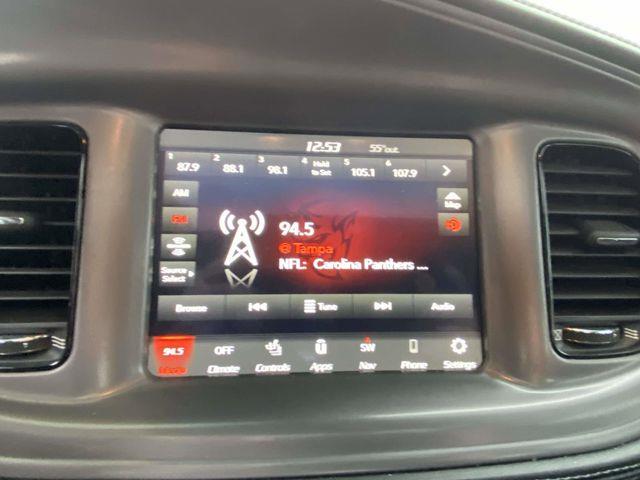 12:53 55°out
1 2 3 4 Hold to Set 5 6
87.9 88.1 98.1 105.1 107.9
AM
Map
FM
94.5
@ Tampa
NFL: Carolina Panthers ...
Source Select
Browse Tune Audio
94.5 OFF SW
Climate Controls Apps Nav Phone Settings